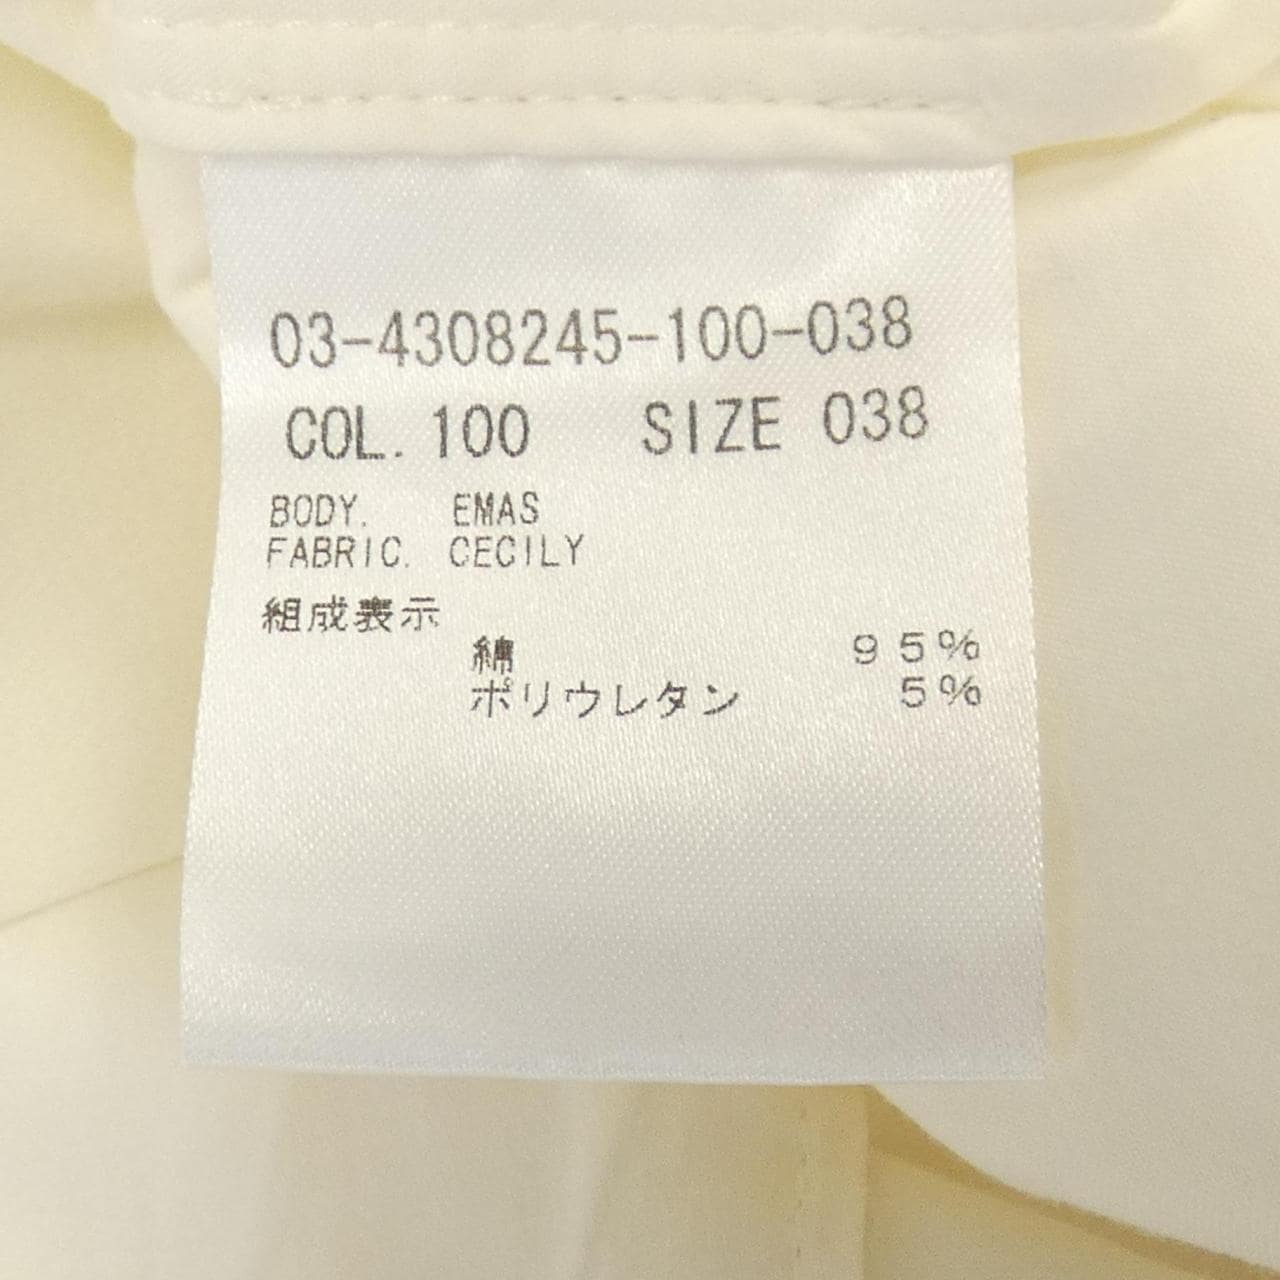 03-4308245-100-038
COL. 100 SIZE 038
BODY. EMAS
FABRIC. CECILY
組成表示
綿 95%
ポリウレタン 5%